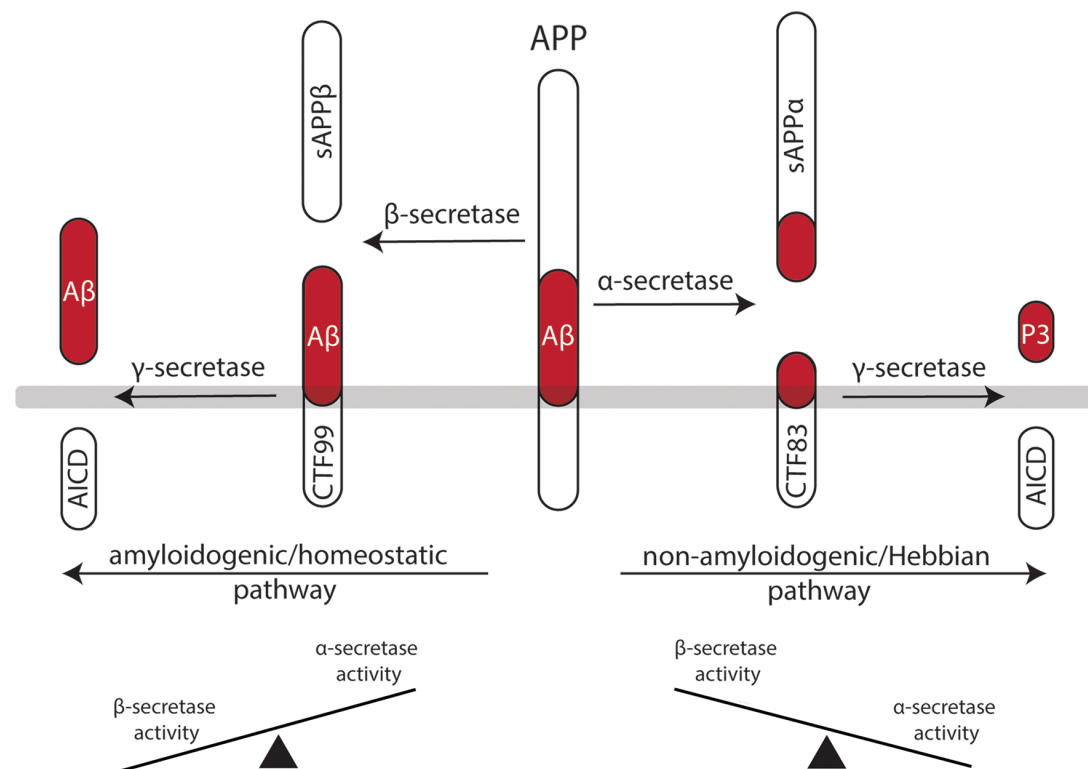 APP
sAPPβ
sAPPα
β-secretase
α-secretase
Aβ
Aβ
Aβ
P3
γ-secretase
γ-secretase
AICD
CTF99
CTF83
AICD
amyloidogenic/homeostatic
pathway
non-amyloidogenic/Hebbian
pathway
α-secretase
activity
β-secretase
activity
β-secretase
activity
α-secretase
activity